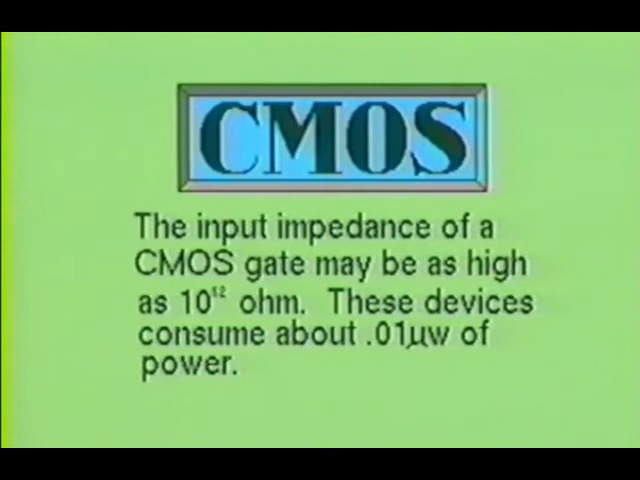 CMOS
The input impedance of a
CMOS gate may be as high
as 10¹² ohm. These devices
consume about .01µw of
power.